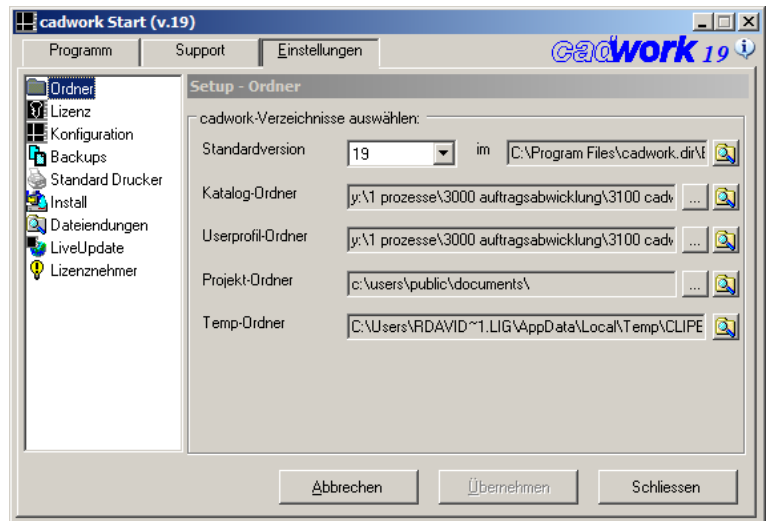 cadwork Start (v.19)
Programm Support Einstellungen cadwork 19
Ordner
Lizenz
Konfiguration
Backups
Standard Drucker
Install
Dateiendungen
LiveUpdate
Lizenznehmer
Setup - Ordner
cadwork-Verzeichnisse auswählen:
Standardversion 19 im C:\Program Files\cadwork.dir\E
Katalog-Ordner y:\1 prozesse\3000 auftragsabwicklung\3100 cadw ...
Userprofil-Ordner y:\1 prozesse\3000 auftragsabwicklung\3100 cadw ...
Projekt-Ordner c:\users\public\documents\ ...
Temp-Ordner C:\Users\RDAVID~1.LIG\AppData\Local\Temp\CLIPE
Abbrechen Übernehmen Schliessen